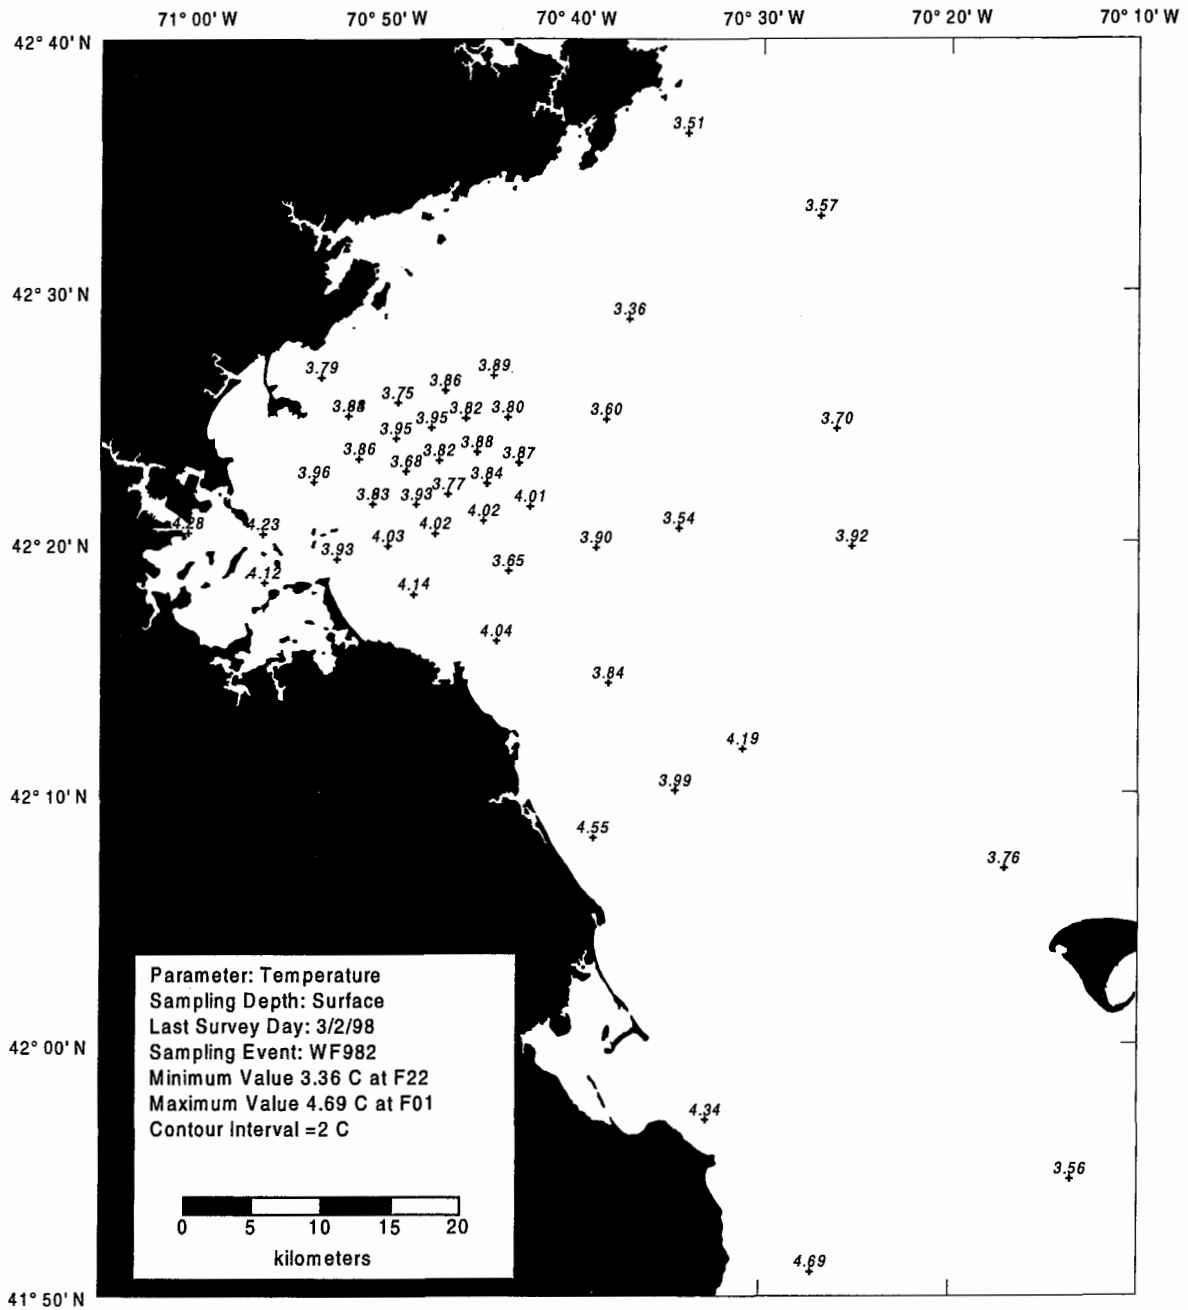 71° 00' W 70° 50' W 70° 40' W 70° 30' W 70° 20' W 70° 10' W
42° 40' N
3.51
3.57
42° 30' N
3.36
3.79
3.89
3.86
3.75
3.88
3.82
3.80
3.60
3.70
3.95
3.95
3.88
3.86
3.82
3.87
3.68
3.96
3.84
3.77
3.83
3.93
4.01
4.02
4.28
4.23
4.02
3.54
4.03
3.90
3.92
42° 20' N
3.93
3.65
4.12
4.14
4.04
3.84
4.19
3.99
42° 10' N
4.55
3.76
Parameter: Temperature
Sampling Depth: Surface
Last Survey Day: 3/2/98
Sampling Event: WF982
42° 00' N
Minimum Value 3.36 C at F22
Maximum Value 4.69 C at F01
Contour Interval =2 C
4.34
3.56
0 5 10 15 20
kilometers
4.69
41° 50' N